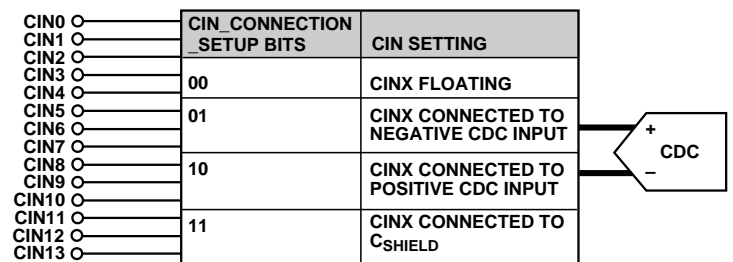 CIN0
CIN1
CIN2
CIN3
CIN4
CIN5
CIN6
CIN7
CIN8
CIN9
CIN10
CIN11
CIN12
CIN13
CIN_CONNECTION
_SETUP BITS
CIN SETTING
00
CINX FLOATING
01
CINX CONNECTED TO
NEGATIVE CDC INPUT
10
CINX CONNECTED TO
POSITIVE CDC INPUT
11
CINX CONNECTED TO
CSHIELD
+
CDC
–